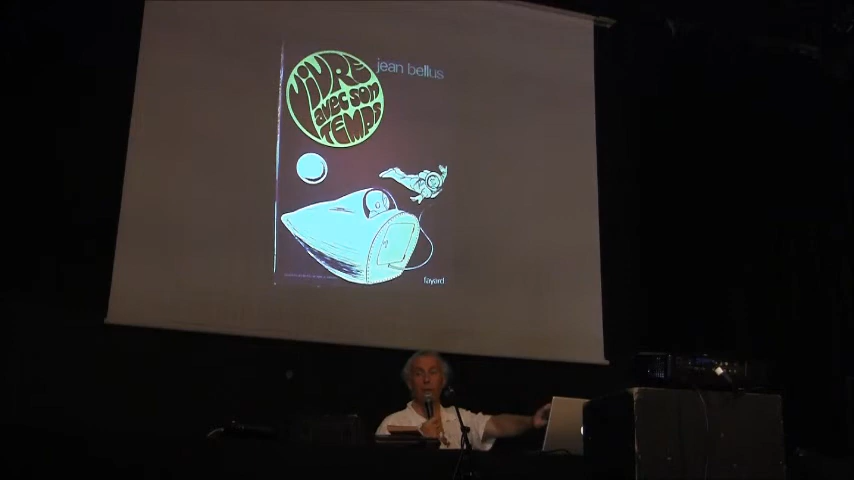 jean bellus
VIVRE
avec son
TEMPS
fayard